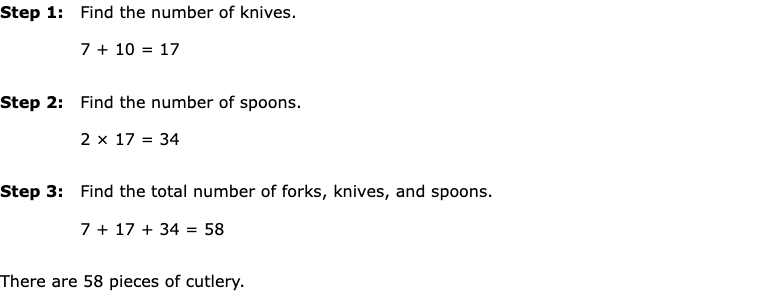 Step 1: Find the number of knives.
7 + 10 = 17
Step 2: Find the number of spoons.
2 × 17 = 34
Step 3: Find the total number of forks, knives, and spoons.
7 + 17 + 34 = 58
There are 58 pieces of cutlery.